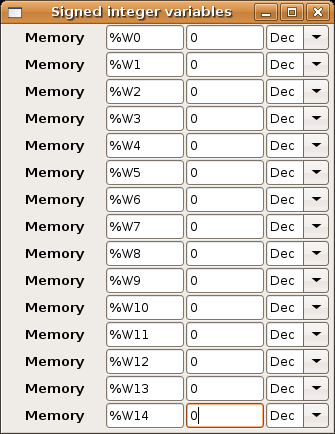 Signed integer variables
Memory %W0 0 Dec
Memory %W1 0 Dec
Memory %W2 0 Dec
Memory %W3 0 Dec
Memory %W4 0 Dec
Memory %W5 0 Dec
Memory %W6 0 Dec
Memory %W7 0 Dec
Memory %W8 0 Dec
Memory %W9 0 Dec
Memory %W10 0 Dec
Memory %W11 0 Dec
Memory %W12 0 Dec
Memory %W13 0 Dec
Memory %W14 0 Dec